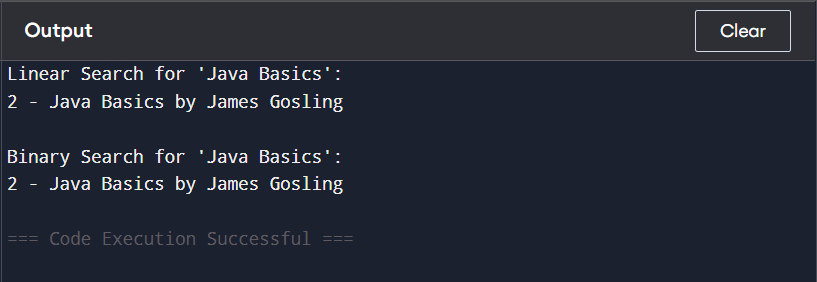 Output
Clear
Linear Search for 'Java Basics':
2 - Java Basics by James Gosling
Binary Search for 'Java Basics':
2 - Java Basics by James Gosling
=== Code Execution Successful ===